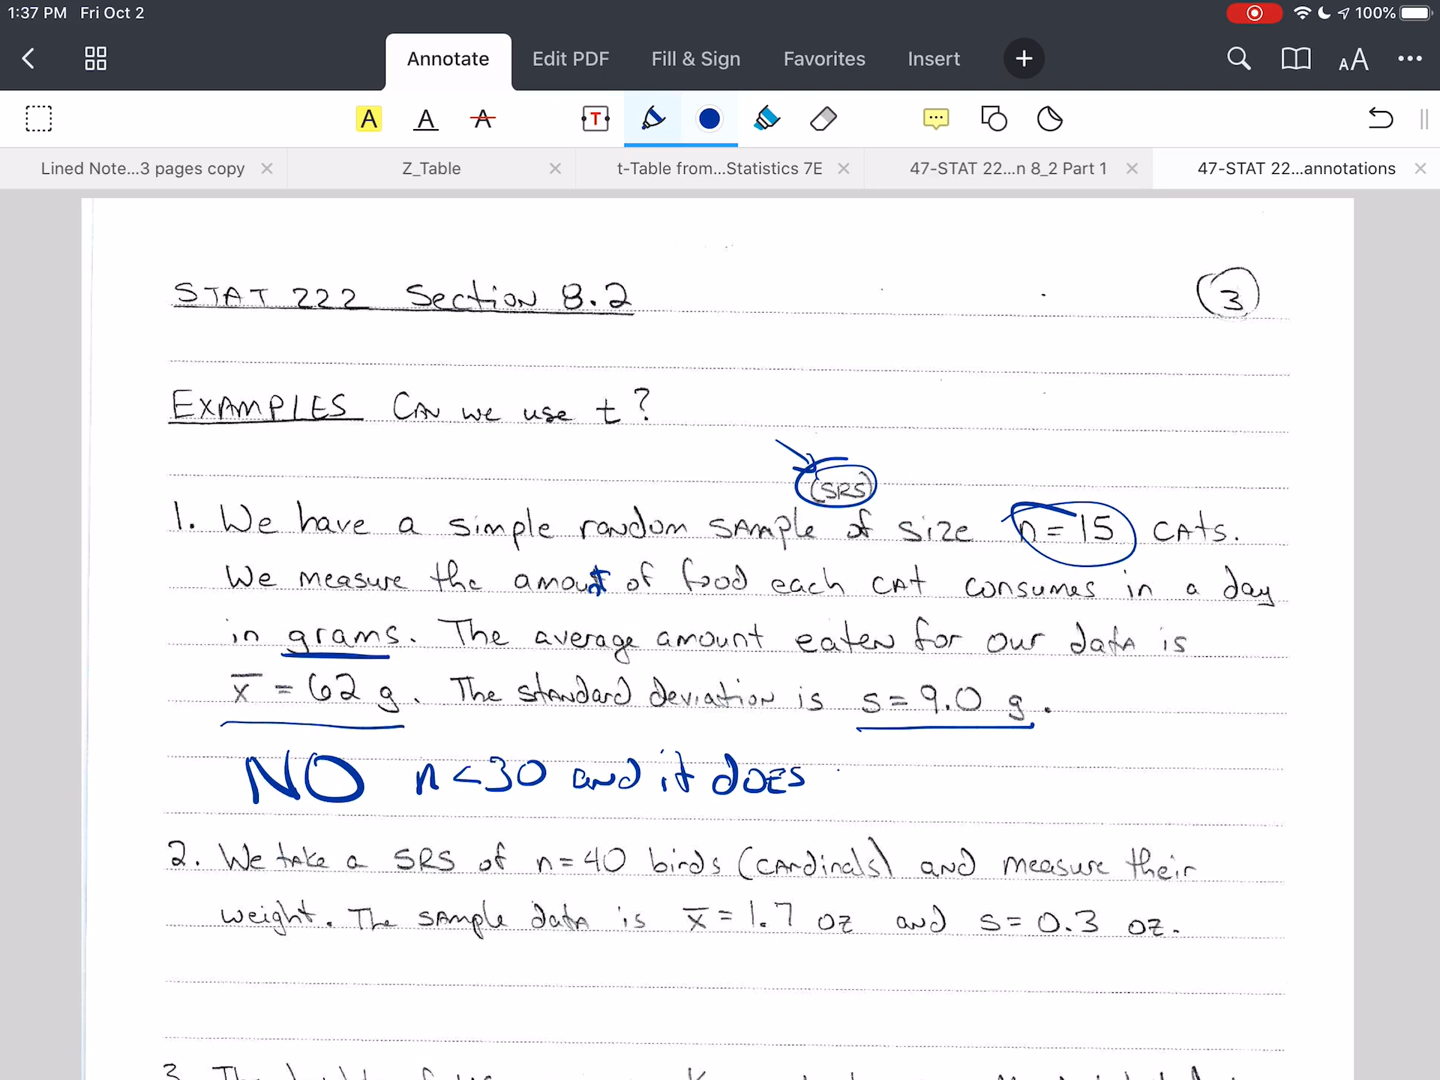 1:37 PM Fri Oct 2
100%
Annotate Edit PDF Fill & Sign Favorites Insert
A A A T AA
Lined Note...3 pages copy Z_Table t-Table from...Statistics 7E 47-STAT 22...n 8_2 Part 1 47-STAT 22...annotations
STAT 222 Section 8.2 3
EXAMPLES CAN we use t?
(SRS)
1. We have a simple random sample of size n = 15 CATS.
We measure the amout of food each CAT consumes in a day
in grams. The average amount eaten for our data is
x̄ = 62 g. The standard deviation is s = 9.0 g.
NO n < 30 and it DOES
2. We take a SRS of n = 40 birds (cardinals) and measure their
weight. The sample data is x̄ = 1.7 oz and s = 0.3 oz.
3. The